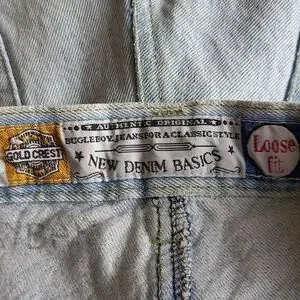 GOLD CREST
★ AUTHENTIC ORIGINAL ★
BUGLE BOY JEANS FOR A CLASSIC STYLE
NEW DENIM BASICS
Loose
fit